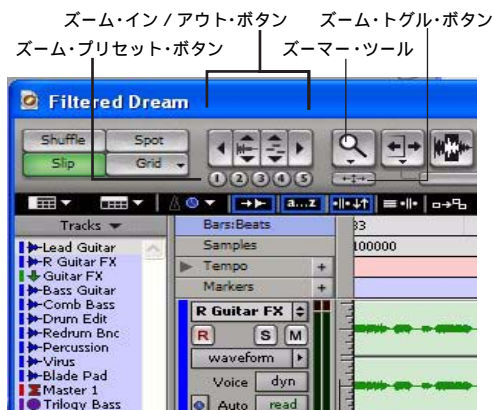 ズーム・イン / アウト・ボタン
ズーム・トグル・ボタン
ズーム・プリセット・ボタン
ズーマー・ツール
Filtered Dream
Shuffle
Spot
Slip
Grid
1 2 3 4 5
a...z
Tracks
Bars:Beats
33
Samples
100000
Tempo
+
Markers
+
Lead Guitar
R Guitar FX
Guitar FX
Bass Guitar
Comb Bass
Drum Edit
Redrum Bnc
Percussion
Virus
Blade Pad
Master 1
Trilogy Bass
R Guitar FX
R S M
waveform
Voice dyn
Auto read